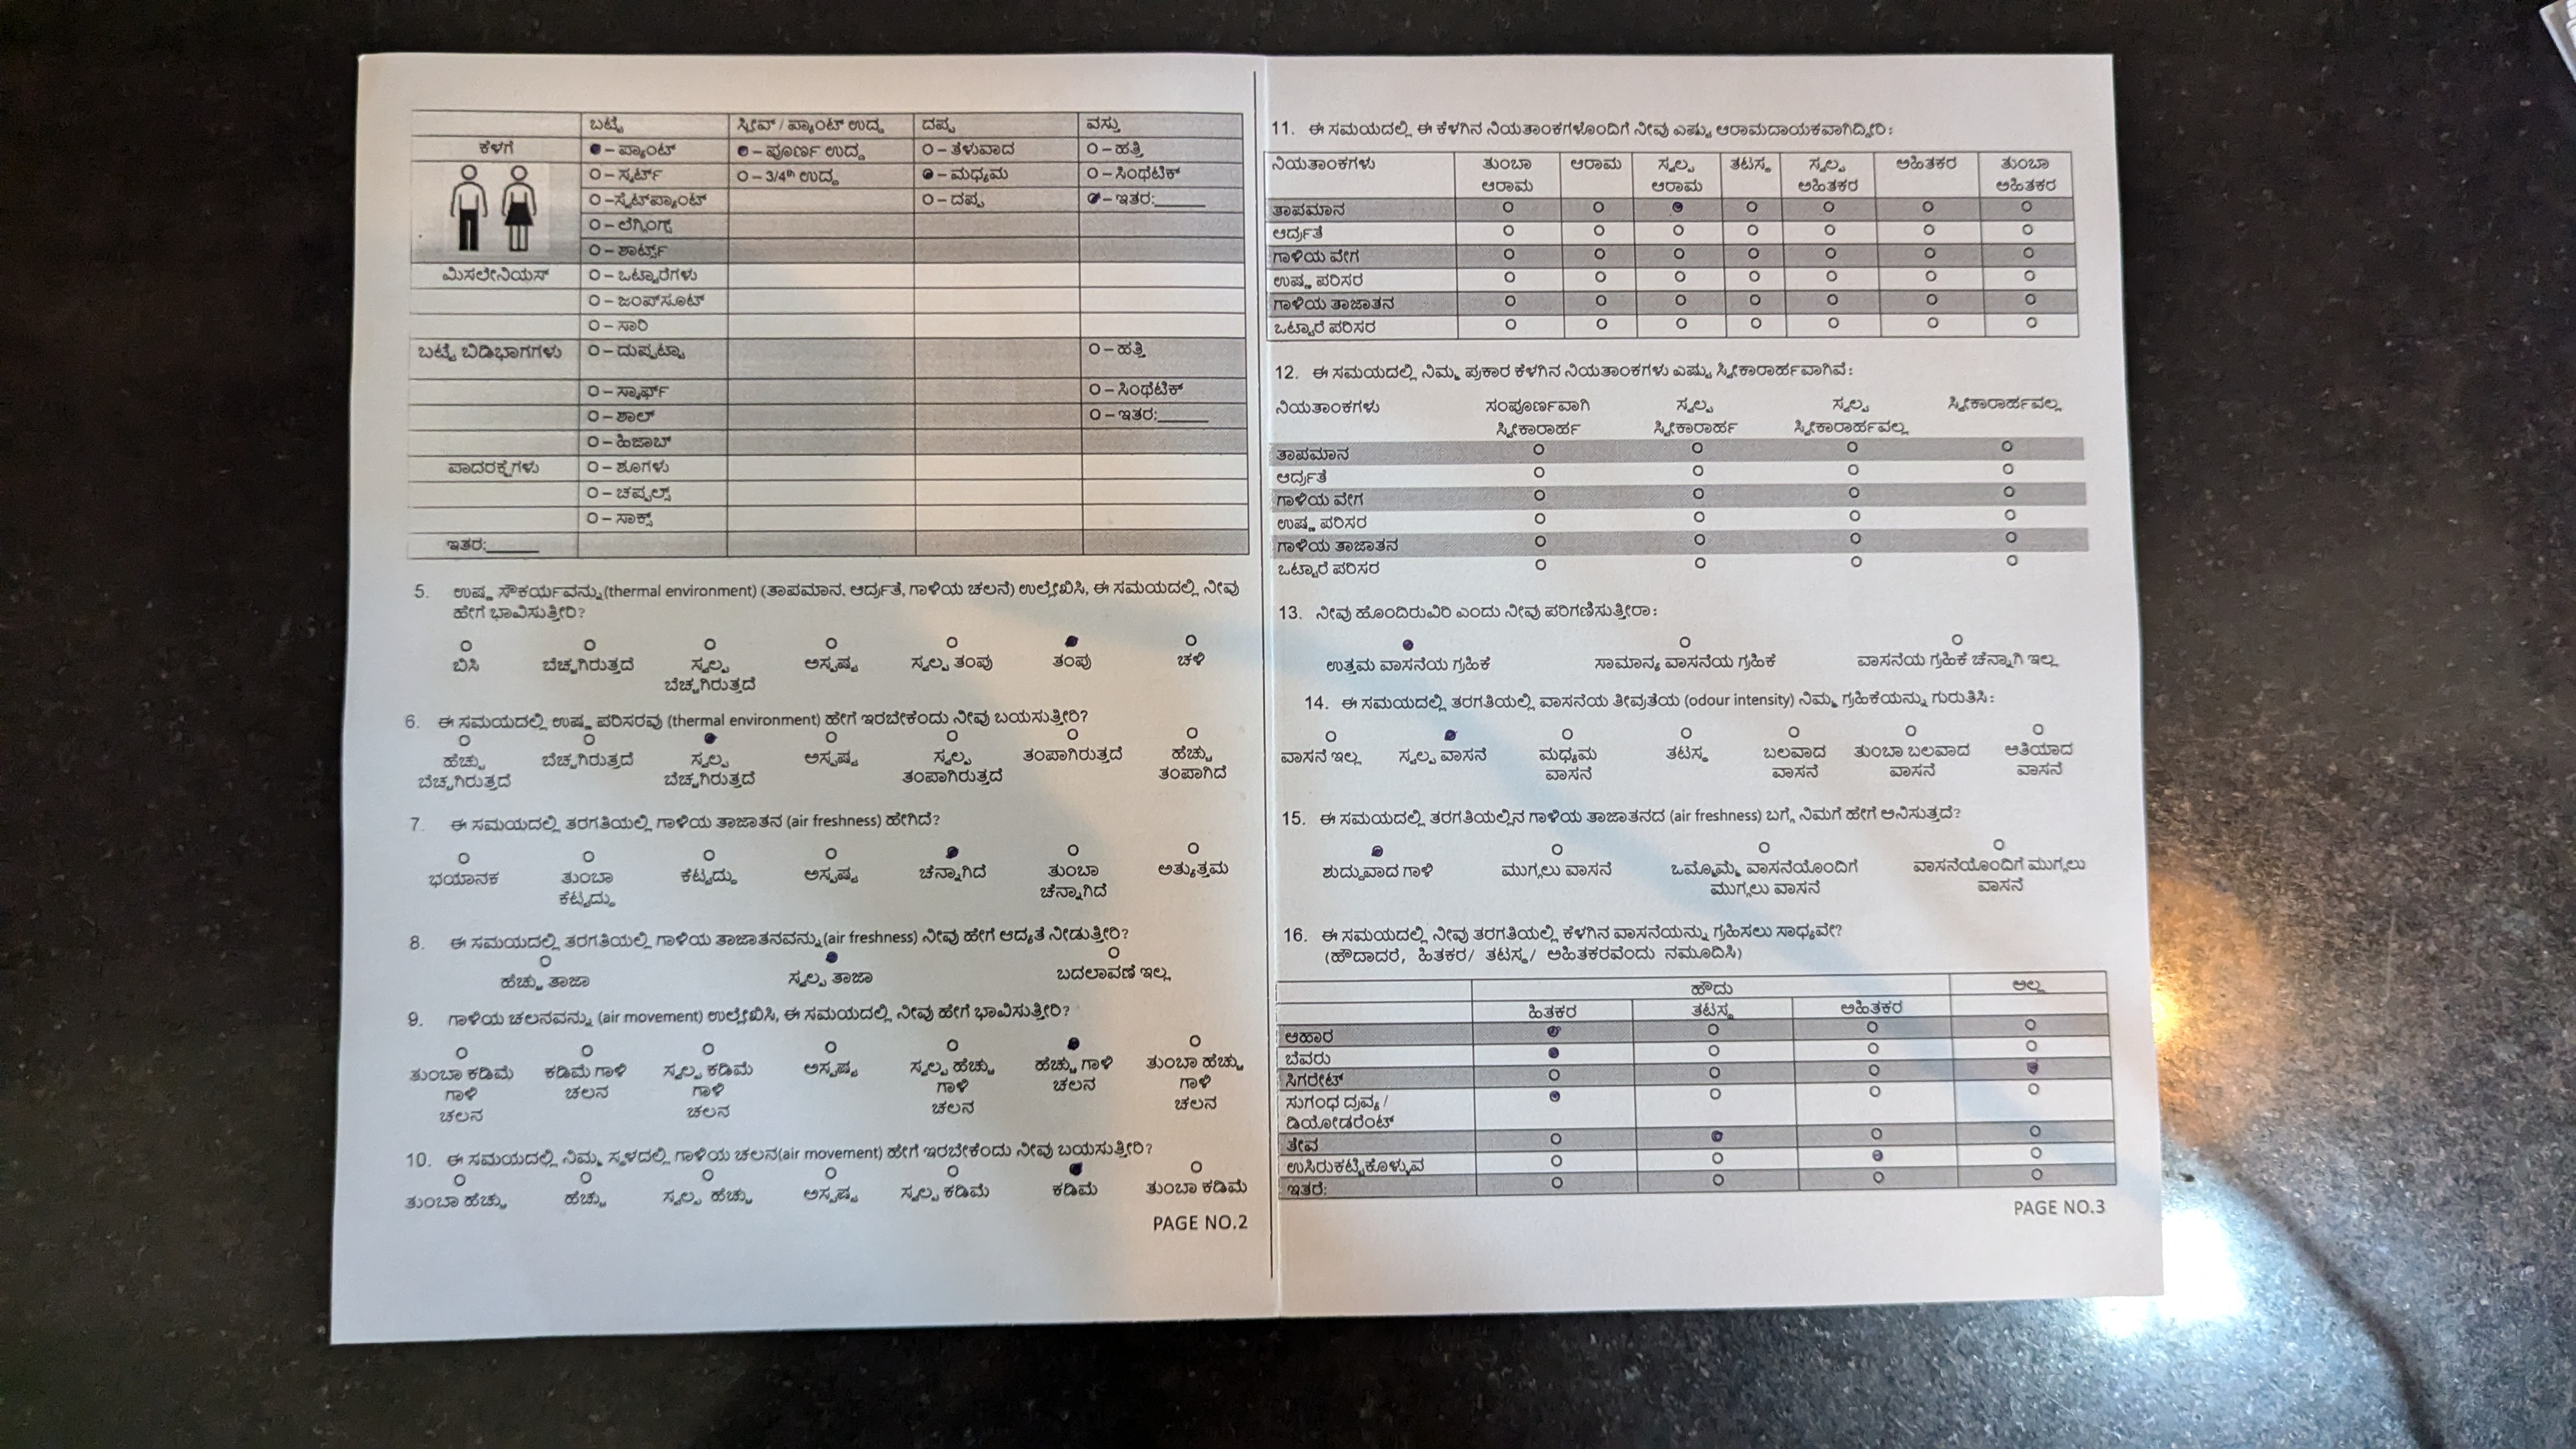 ಬಟ್ಟೆ ಸ್ಲೀವ್ / ಪ್ಯಾಂಟ್ ಉದ್ದ ದಪ್ಪ ವಸ್ತು
ಕೆಳಗೆ ● – ಪ್ಯಾಂಟ್ ● – ಪೂರ್ಣ ಉದ್ದ O – ತೆಳುವಾದ O – ಹತ್ತಿ
O – ಸ್ಕರ್ಟ್ O – 3/4th ಉದ್ದ ● – ಮಧ್ಯಮ O – ಸಿಂಥೆಟಿಕ್
O –ಸ್ವೆಟ್‌ಪ್ಯಾಂಟ್ O – ದಪ್ಪ ● – ಇತರ:______
O – ಲೆಗ್ಗಿಂಗ್ಸ್
O – ಶಾರ್ಟ್ಸ್
ಮಿಸಲೇನಿಯಸ್ O – ಒಟ್ಟಾರೆಗಳು
O – ಜಂಪ್‌ಸೂಟ್
O – ಸಾರಿ
ಬಟ್ಟೆ ಬಿಡಿಭಾಗಗಳು O – ದುಪ್ಪಟ್ಟಾ O – ಹತ್ತಿ
O – ಸ್ಕಾರ್ಫ್ O – ಸಿಂಥೆಟಿಕ್
O – ಶಾಲ್ O – ಇತರ:______
O – ಹಿಜಾಬ್
ಪಾದರಕ್ಷೆಗಳು O – ಶೂಗಳು
O – ಚಪ್ಪಲ್ಸ್
O – ಸಾಕ್ಸ್
ಇತರ:______
5. ಉಷ್ಣ ಸೌಕರ್ಯವನ್ನು(thermal environment) (ತಾಪಮಾನ, ಆರ್ದ್ರತೆ, ಗಾಳಿಯ ಚಲನೆ) ಉಲ್ಲೇಖಿಸಿ, ಈ ಸಮಯದಲ್ಲಿ ನೀವು
ಹೇಗೆ ಭಾವಿಸುತ್ತೀರಿ?
O O O O O ● O
ಬಿಸಿ ಬೆಚ್ಚಗಿರುತ್ತದೆ ಸ್ವಲ್ಪ ಅಸ್ಪಷ್ಟ ಸ್ವಲ್ಪ ತಂಪು ತಂಪು ಚಳಿ
ಬೆಚ್ಚಗಿರುತ್ತದೆ
6. ಈ ಸಮಯದಲ್ಲಿ ಉಷ್ಣ ಪರಿಸರವು (thermal environment) ಹೇಗೆ ಇರಬೇಕೆಂದು ನೀವು ಬಯಸುತ್ತೀರಿ?
O O ● O O O O
ಹೆಚ್ಚು ಬೆಚ್ಚಗಿರುತ್ತದೆ ಸ್ವಲ್ಪ ಅಸ್ಪಷ್ಟ ಸ್ವಲ್ಪ ತಂಪಾಗಿರುತ್ತದೆ ಹೆಚ್ಚು
ಬೆಚ್ಚಗಿರುತ್ತದೆ ಬೆಚ್ಚಗಿರುತ್ತದೆ ತಂಪಾಗಿರುತ್ತದೆ ತಂಪಾಗಿದೆ
7. ಈ ಸಮಯದಲ್ಲಿ ತರಗತಿಯಲ್ಲಿ ಗಾಳಿಯ ತಾಜಾತನ (air freshness) ಹೇಗಿದೆ?
O O O O ● O O
ಭಯಾನಕ ತುಂಬಾ ಕೆಟ್ಟದ್ದು ಅಸ್ಪಷ್ಟ ಚೆನ್ನಾಗಿದೆ ತುಂಬಾ ಅತ್ಯುತ್ತಮ
ಕೆಟ್ಟದ್ದು ಚೆನ್ನಾಗಿದೆ
8. ಈ ಸಮಯದಲ್ಲಿ ತರಗತಿಯಲ್ಲಿ ಗಾಳಿಯ ತಾಜಾತನವನ್ನು(air freshness) ನೀವು ಹೇಗೆ ಆದ್ಯತೆ ನೀಡುತ್ತೀರಿ?
O ● O
ಹೆಚ್ಚು ತಾಜಾ ಸ್ವಲ್ಪ ತಾಜಾ ಬದಲಾವಣೆ ಇಲ್ಲ
9. ಗಾಳಿಯ ಚಲನವನ್ನು (air movement) ಉಲ್ಲೇಖಿಸಿ, ಈ ಸಮಯದಲ್ಲಿ ನೀವು ಹೇಗೆ ಭಾವಿಸುತ್ತೀರಿ?
O O O O O ● O
ತುಂಬಾ ಕಡಿಮೆ ಕಡಿಮೆ ಗಾಳಿ ಸ್ವಲ್ಪ ಕಡಿಮೆ ಅಸ್ಪಷ್ಟ ಸ್ವಲ್ಪ ಹೆಚ್ಚು ಹೆಚ್ಚು ಗಾಳಿ ತುಂಬಾ ಹೆಚ್ಚು
ಗಾಳಿ ಚಲನ ಗಾಳಿ ಗಾಳಿ ಚಲನ ಗಾಳಿ
ಚಲನ ಚಲನ ಚಲನ ಚಲನ
10. ಈ ಸಮಯದಲ್ಲಿ ನಿಮ್ಮ ಸ್ಥಳದಲ್ಲಿ ಗಾಳಿಯ ಚಲನ(air movement) ಹೇಗೆ ಇರಬೇಕೆಂದು ನೀವು ಬಯಸುತ್ತೀರಿ?
O O O O O ● O
ತುಂಬಾ ಹೆಚ್ಚು ಹೆಚ್ಚು ಸ್ವಲ್ಪ ಹೆಚ್ಚು ಅಸ್ಪಷ್ಟ ಸ್ವಲ್ಪ ಕಡಿಮೆ ಕಡಿಮೆ ತುಂಬಾ ಕಡಿಮೆ
PAGE NO.2
11. ಈ ಸಮಯದಲ್ಲಿ ಈ ಕೆಳಗಿನ ನಿಯತಾಂಕಗಳೊಂದಿಗೆ ನೀವು ಎಷ್ಟು ಆರಾಮದಾಯಕವಾಗಿದ್ದೀರಿ:
ನಿಯತಾಂಕಗಳು ತುಂಬಾ ಆರಾಮ ಸ್ವಲ್ಪ ತಟಸ್ಥ ಸ್ವಲ್ಪ ಅಹಿತಕರ ತುಂಬಾ
ಆರಾಮ ಆರಾಮ ಅಹಿತಕರ ಅಹಿತಕರ
ತಾಪಮಾನ O O ● O O O O
ಆರ್ದ್ರತೆ O O O O O O O
ಗಾಳಿಯ ವೇಗ O O O O O O O
ಉಷ್ಣ ಪರಿಸರ O O O O O O O
ಗಾಳಿಯ ತಾಜಾತನ O O O O O O O
ಒಟ್ಟಾರೆ ಪರಿಸರ O O O O O O O
12. ಈ ಸಮಯದಲ್ಲಿ ನಿಮ್ಮ ಪ್ರಕಾರ ಕೆಳಗಿನ ನಿಯತಾಂಕಗಳು ಎಷ್ಟು ಸ್ವೀಕಾರಾರ್ಹವಾಗಿವೆ:
ನಿಯತಾಂಕಗಳು ಸಂಪೂರ್ಣವಾಗಿ ಸ್ವಲ್ಪ ಸ್ವಲ್ಪ ಸ್ವೀಕಾರಾರ್ಹವಲ್ಲ
ಸ್ವೀಕಾರಾರ್ಹ ಸ್ವೀಕಾರಾರ್ಹ ಸ್ವೀಕಾರಾರ್ಹವಲ್ಲ
ತಾಪಮಾನ O O O O
ಆರ್ದ್ರತೆ O O O O
ಗಾಳಿಯ ವೇಗ O O O O
ಉಷ್ಣ ಪರಿಸರ O O O O
ಗಾಳಿಯ ತಾಜಾತನ O O O O
ಒಟ್ಟಾರೆ ಪರಿಸರ O O O O
13. ನೀವು ಹೊಂದಿರುವಿರಿ ಎಂದು ನೀವು ಪರಿಗಣಿಸುತ್ತೀರಾ:
● O O
ಉತ್ತಮ ವಾಸನೆಯ ಗ್ರಹಿಕೆ ಸಾಮಾನ್ಯ ವಾಸನೆಯ ಗ್ರಹಿಕೆ ವಾಸನೆಯ ಗ್ರಹಿಕೆ ಚೆನ್ನಾಗಿ ಇಲ್ಲ
14. ಈ ಸಮಯದಲ್ಲಿ ತರಗತಿಯಲ್ಲಿ ವಾಸನೆಯ ತೀವ್ರತೆಯ (odour intensity) ನಿಮ್ಮ ಗ್ರಹಿಕೆಯನ್ನು ಗುರುತಿಸಿ:
O ● O O O O O
ವಾಸನೆ ಇಲ್ಲ ಸ್ವಲ್ಪ ವಾಸನೆ ಮಧ್ಯಮ ತಟಸ್ಥ ಬಲವಾದ ತುಂಬಾ ಬಲವಾದ ಅತಿಯಾದ
ವಾಸನೆ ವಾಸನೆ ವಾಸನೆ ವಾಸನೆ
15. ಈ ಸಮಯದಲ್ಲಿ ತರಗತಿಯಲ್ಲಿನ ಗಾಳಿಯ ತಾಜಾತನದ (air freshness) ಬಗ್ಗೆ ನಿಮಗೆ ಹೇಗೆ ಅನಿಸುತ್ತದೆ?
● O O O
ಶುದ್ಧವಾದ ಗಾಳಿ ಮುಗ್ಗಲು ವಾಸನೆ ಒಮ್ಮೊಮ್ಮೆ ವಾಸನೆಯೊಂದಿಗೆ ವಾಸನೆಯೊಂದಿಗೆ ಮುಗ್ಗಲು
ಮುಗ್ಗಲು ವಾಸನೆ ವಾಸನೆ
16. ಈ ಸಮಯದಲ್ಲಿ ನೀವು ತರಗತಿಯಲ್ಲಿ ಕೆಳಗಿನ ವಾಸನೆಯನ್ನು ಗ್ರಹಿಸಲು ಸಾಧ್ಯವೇ?
(ಹೌದಾದರೆ, ಹಿತಕರ/ ತಟಸ್ಥ/ ಅಹಿತಕರವೆಂದು ನಮೂದಿಸಿ)
ಹೌದು ಅಲ್ಲ
ಹಿತಕರ ತಟಸ್ಥ ಅಹಿತಕರ
ಆಹಾರ ● O O O
ಬೆವರು ● O O O
ಸಿಗರೇಟ್ O O O ●
ಸುಗಂಧ ದ್ರವ್ಯ / ● O O O
ಡಿಯೋಡರೆಂಟ್
ತೇವ O ● O O
ಉಸಿರುಕಟ್ಟಿಕೊಳ್ಳುವ O O ● O
ಇತರೆ: O O O O
PAGE NO.3